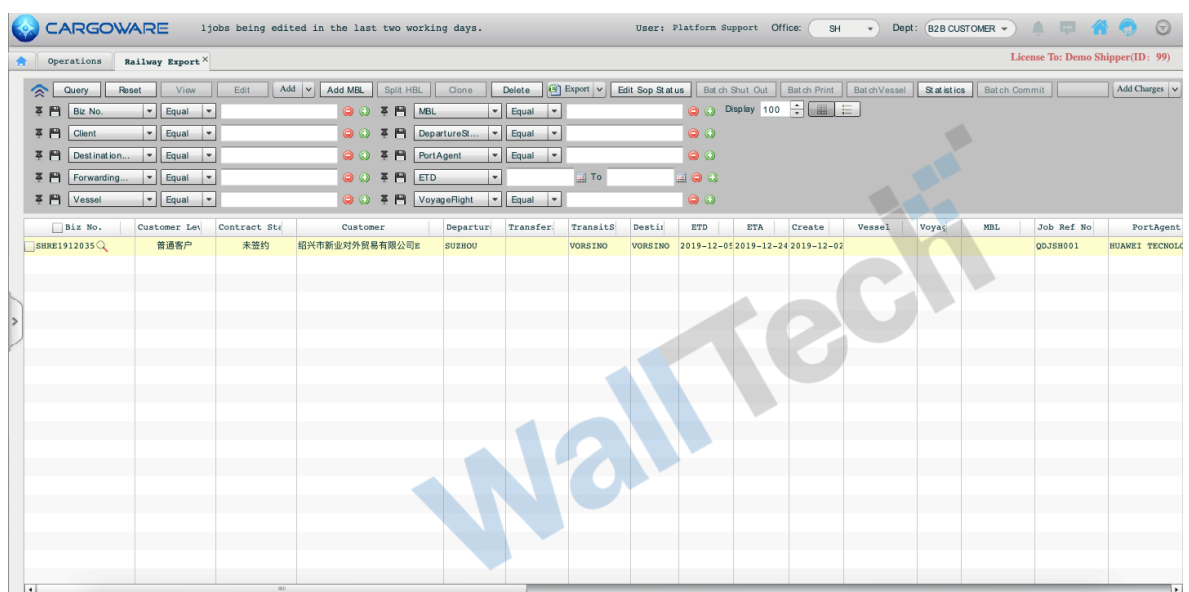 CARGOWARE 1jobs being edited in the last two working days. User: Platform Support Office: SH Dept: B2B CUSTOMER
Operations Railway Export × License To: Demo Shipper(ID: 99)
Query Reset View Edit Add Add MBL Split HBL Clone Delete Export Edit Sop Status Batch Shut Out Batch Print BatchVessel Statistics Batch Commit Add Charges
Biz No. Equal MBL Equal Display 100
Client Equal DepartureSt... Equal
Destination... Equal PortAgent Equal
Forwarding... Equal ETD To
Vessel Equal VoyageFlight Equal
Biz No. Customer Lev Contract Sta Customer Departur Transfer TransitS Destin ETD ETA Create Vessel Voyag MBL Job Ref No PortAgent
SHRE1912035 普通客户 未签约 绍兴市新业对外贸易有限公司E SUZHOU VORSINO VORSINO 2019-12-05 2019-12-24 2019-12-02 QDJSH001 HUAWEI TECNOLO
WallTech